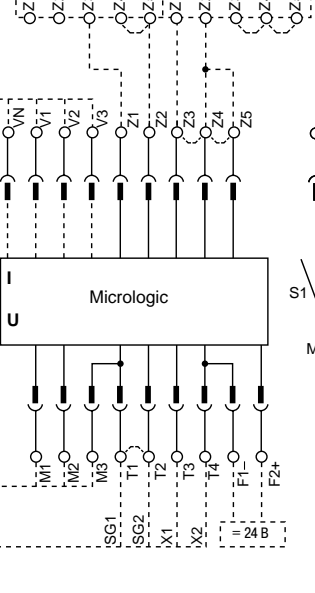 Z Z Z Z Z Z Z Z Z
VN V1 V2 V3 Z1 Z2 Z3 Z4 Z5
I
Micrologic
U
S1
M
M1 M2 M3 T1 T2 T3 T4 F1– F2+
SG1 SG2 X1 X2
= 24 B